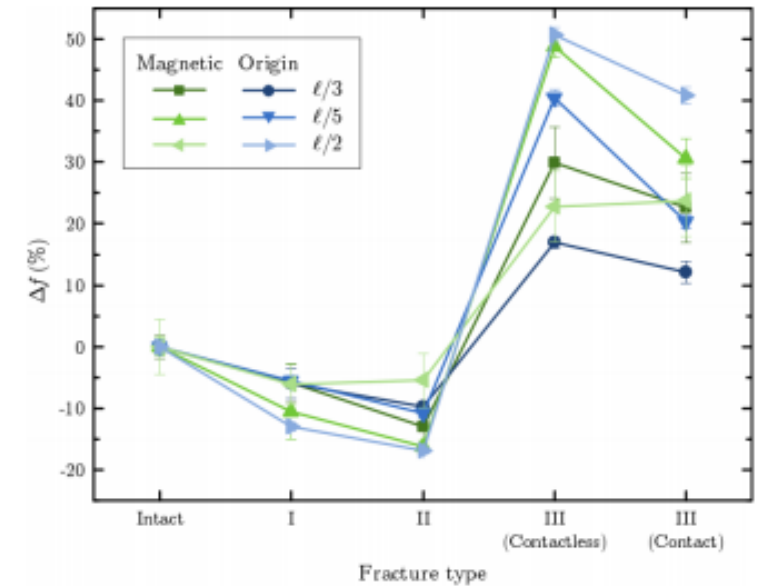 Magnetic Origin
ℓ/3
ℓ/5
ℓ/2
50
40
30
20
10
0
-10
-20
Δf (%)
Intact
I
II
III
(Contactless)
III
(Contact)
Fracture type